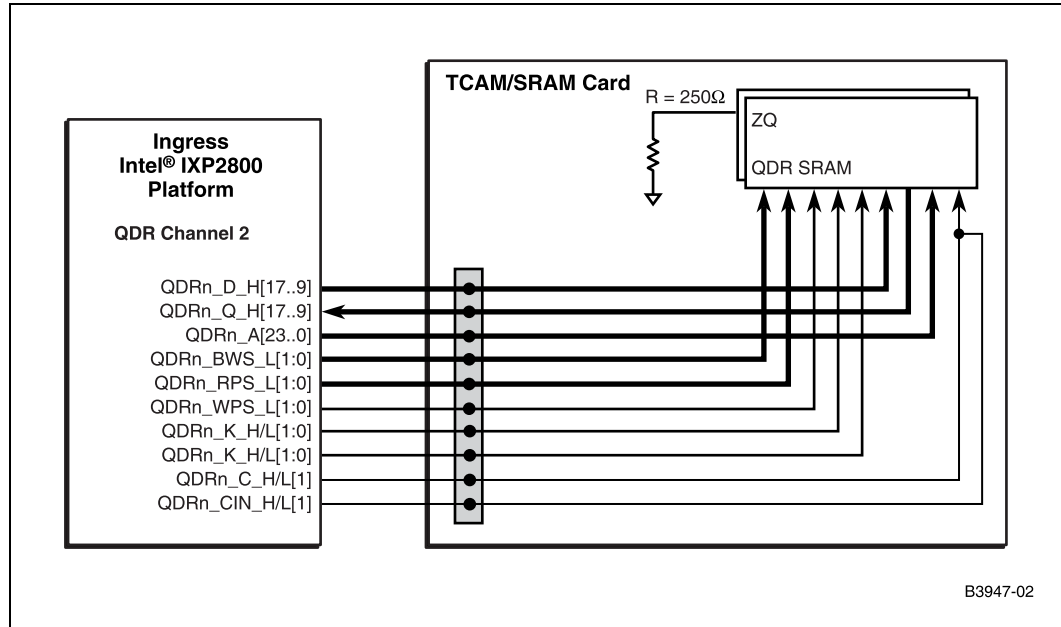 TCAM/SRAM Card
R = 250Ω
ZQ
QDR SRAM
Ingress
Intel® IXP2800
Platform
QDR Channel 2
QDRn_D_H[17..9]
QDRn_Q_H[17..9]
QDRn_A[23..0]
QDRn_BWS_L[1:0]
QDRn_RPS_L[1:0]
QDRn_WPS_L[1:0]
QDRn_K_H/L[1:0]
QDRn_K_H/L[1:0]
QDRn_C_H/L[1]
QDRn_CIN_H/L[1]
B3947-02